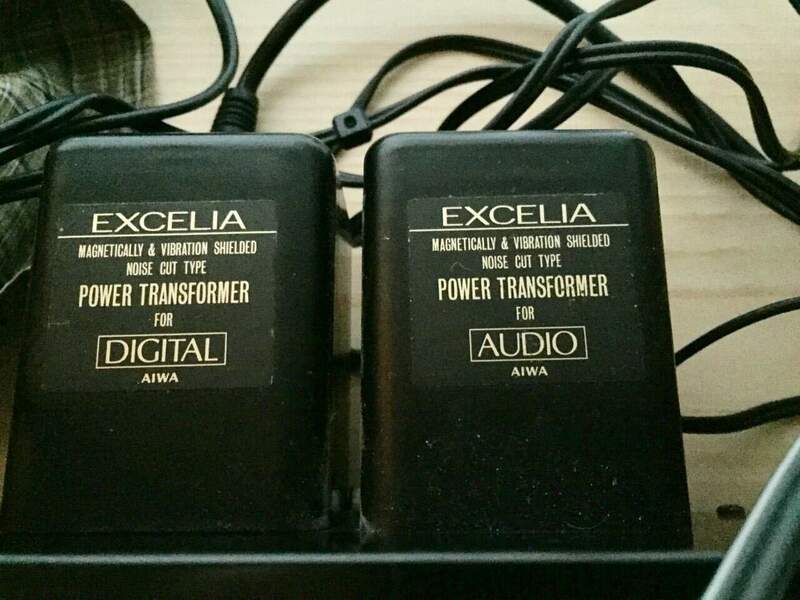 EXCELIA
MAGNETICALLY & VIBRATION SHIELDED
NOISE CUT TYPE
POWER TRANSFORMER
FOR
DIGITAL
AIWA
EXCELIA
MAGNETICALLY & VIBRATION SHIELDED
NOISE CUT TYPE
POWER TRANSFORMER
FOR
AUDIO
AIWA